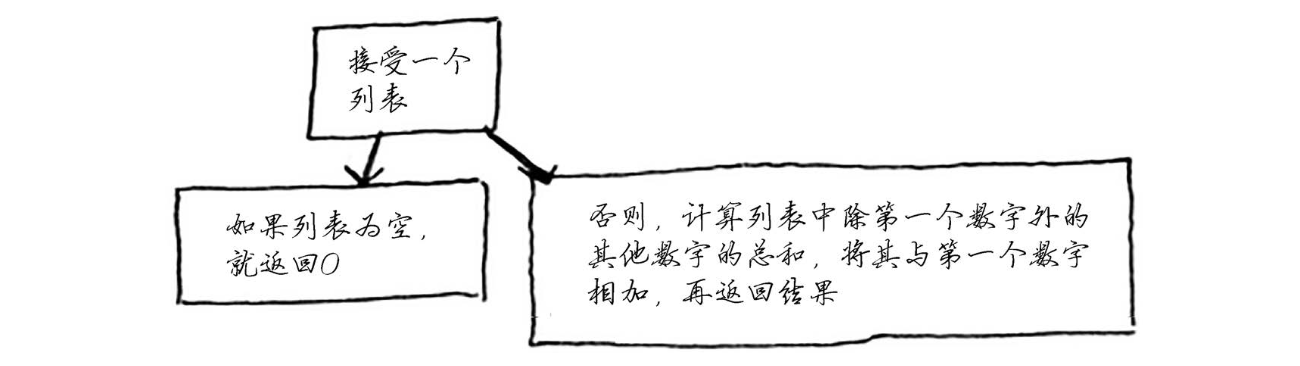 接受一个
列表
如果列表为空，
就返回0
否则，计算列表中除第一个数字外的
其他数字的总和，将其与第一个数字
相加，再返回结果